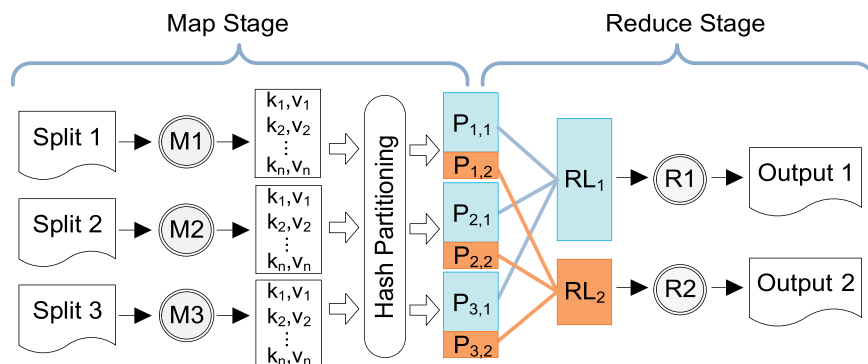 Map Stage
Reduce Stage
Split 1
M1
k₁,v₁
k₂,v₂
⋮
kₙ,vₙ
Split 2
M2
k₁,v₁
k₂,v₂
⋮
kₙ,vₙ
Split 3
M3
k₁,v₁
k₂,v₂
⋮
kₙ,vₙ
Hash Partitioning
P₁,₁
P₁,₂
P₂,₁
P₂,₂
P₃,₁
P₃,₂
RL₁
R1
Output 1
RL₂
R2
Output 2